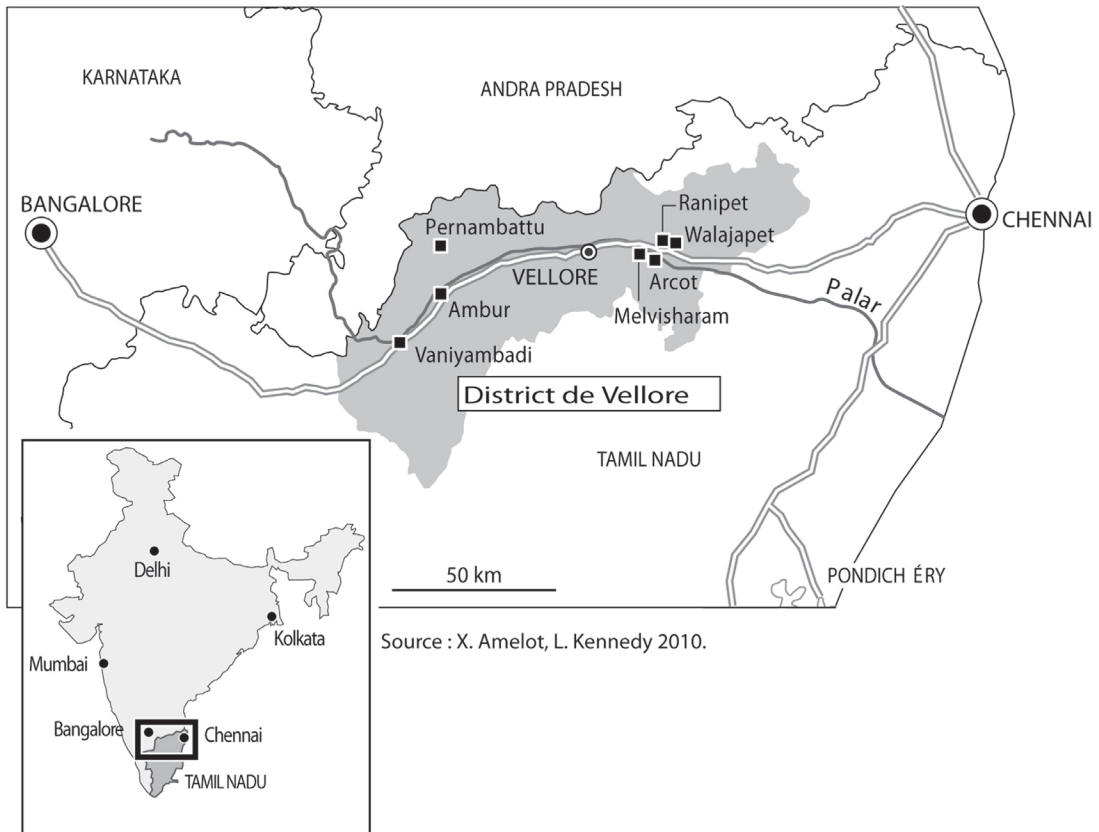 KARNATAKA
ANDRA PRADESH
BANGALORE
Ranipet
CHENNAI
Pernambattu
Walajapet
VELLORE
Arcot
Palar
Ambur
Melvisharam
Vaniyambadi
District de Vellore
TAMIL NADU
50 km
PONDICH ÉRY
Source : X. Amelot, L. Kennedy 2010.
Delhi
Kolkata
Mumbai
Bangalore
Chennai
TAMIL NADU